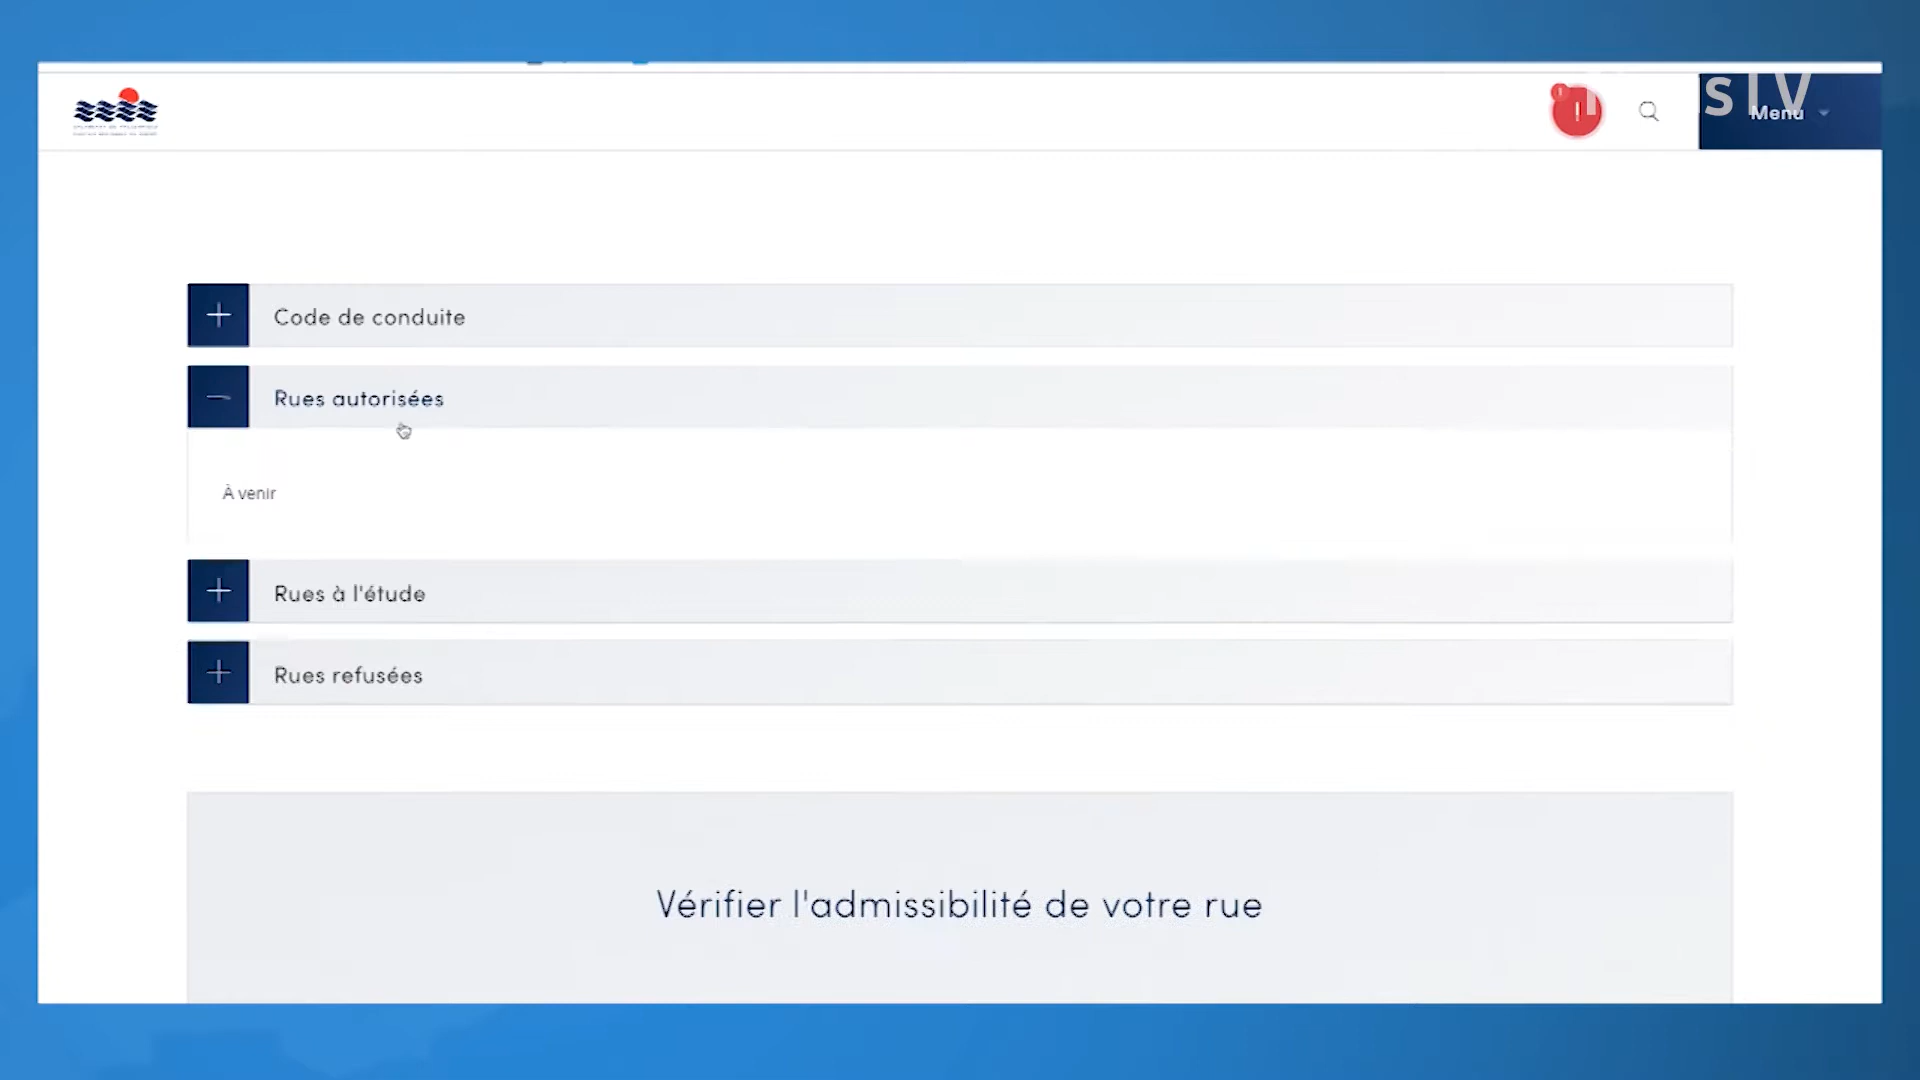 Menu
Code de conduite
Rues autorisées
À venir
Rues à l'étude
Rues refusées
Vérifier l'admissibilité de votre rue